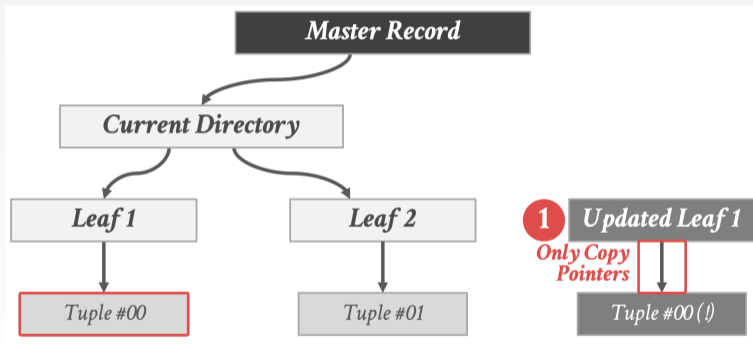 Master Record
Current Directory
Leaf 1
Leaf 2
1
Updated Leaf 1
Only Copy
Pointers
Tuple #00
Tuple #01
Tuple #00 (!)